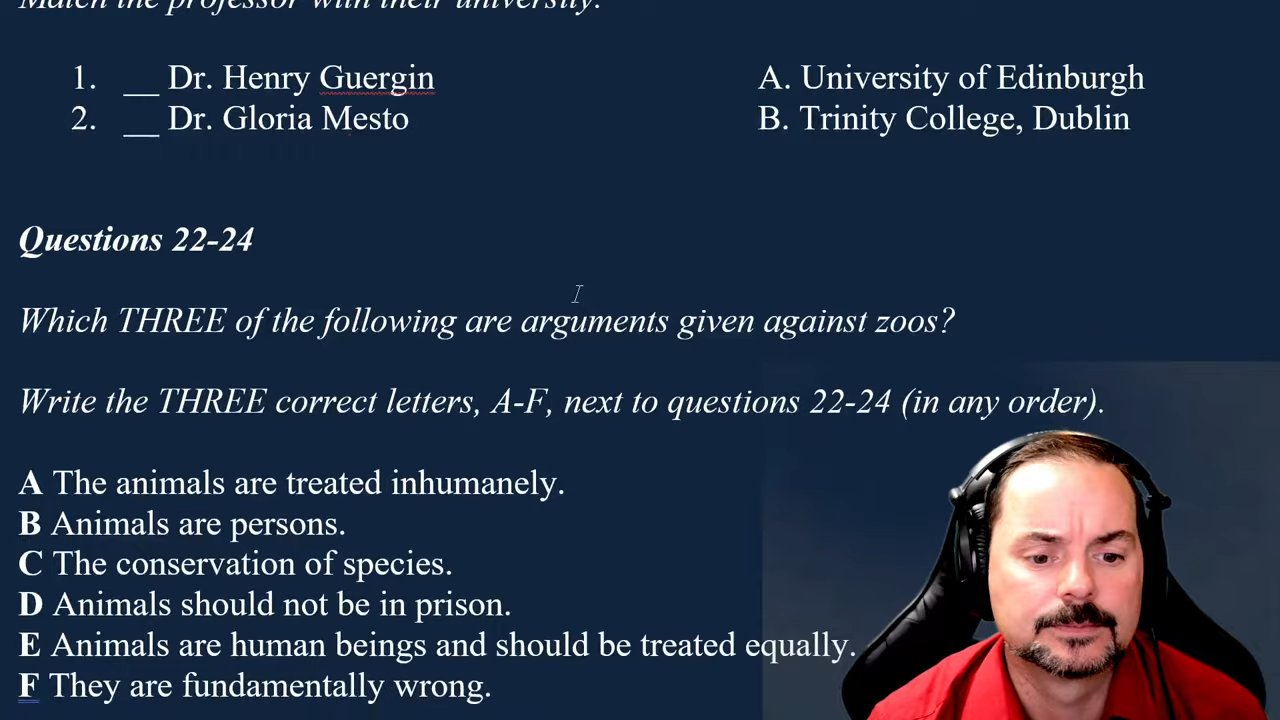 Match the professor with their university.
1. __ Dr. Henry Guergin
A. University of Edinburgh
2. __ Dr. Gloria Mesto
B. Trinity College, Dublin
Questions 22-24
Which THREE of the following are arguments given against zoos?
Write the THREE correct letters, A-F, next to questions 22-24 (in any order).
A The animals are treated inhumanely.
B Animals are persons.
C The conservation of species.
D Animals should not be in prison.
E Animals are human beings and should be treated equally.
F They are fundamentally wrong.